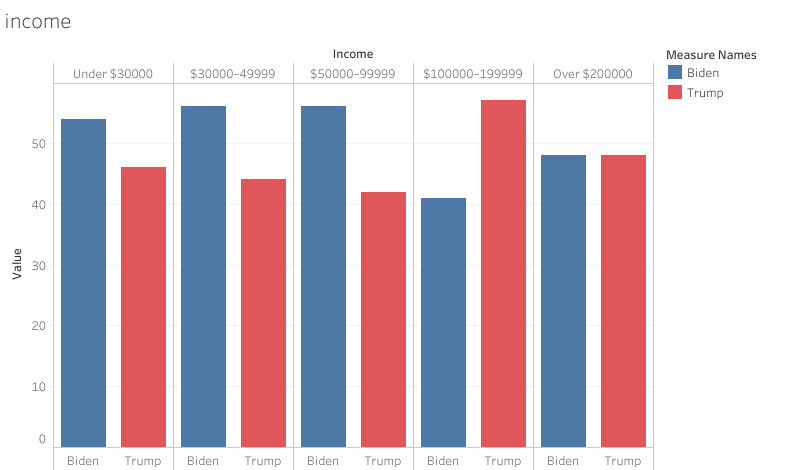 income
Income
Measure Names
Under $30000 $30000–49999 $50000–99999 $100000–199999 Over $200000
Biden
Trump
50
40
30
20
10
0
Value
Biden Trump Biden Trump Biden Trump Biden Trump Biden Trump